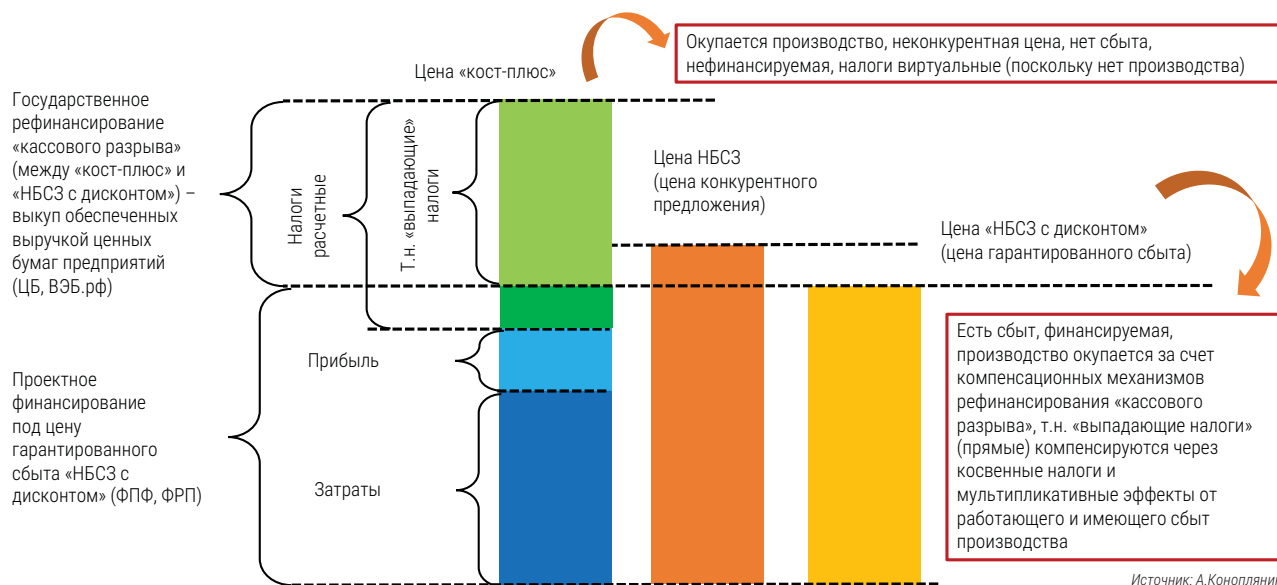 Окупается производство, неконкурентная цена, нет сбыта,
нефинансируемая, налоги виртуальные (поскольку нет производства)
Цена «кост-плюс»
Государственное
рефинансирование
«кассового разрыва»
(между «кост-плюс» и
«НБСЗ с дисконтом») –
выкуп обеспеченных
выручкой ценных
бумаг предприятий
(ЦБ, ВЭБ.рф)
Налоги
расчетные
Т.н. «выпадающие»
налоги
Цена НБСЗ
(цена конкурентного
предложения)
Цена «НБСЗ с дисконтом»
(цена гарантированного сбыта)
Прибыль
Проектное
финансирование
под цену
гарантированного
сбыта «НБСЗ с
дисконтом» (ФПФ, ФРП)
Затраты
Есть сбыт, финансируемая,
производство окупается за счет
компенсационных механизмов
рефинансирования «кассового
разрыва», т.н. «выпадающие налоги»
(прямые) компенсируются через
косвенные налоги и
мультипликативные эффекты от
работающего и имеющего сбыт
производства
Источник: А.Конопляник